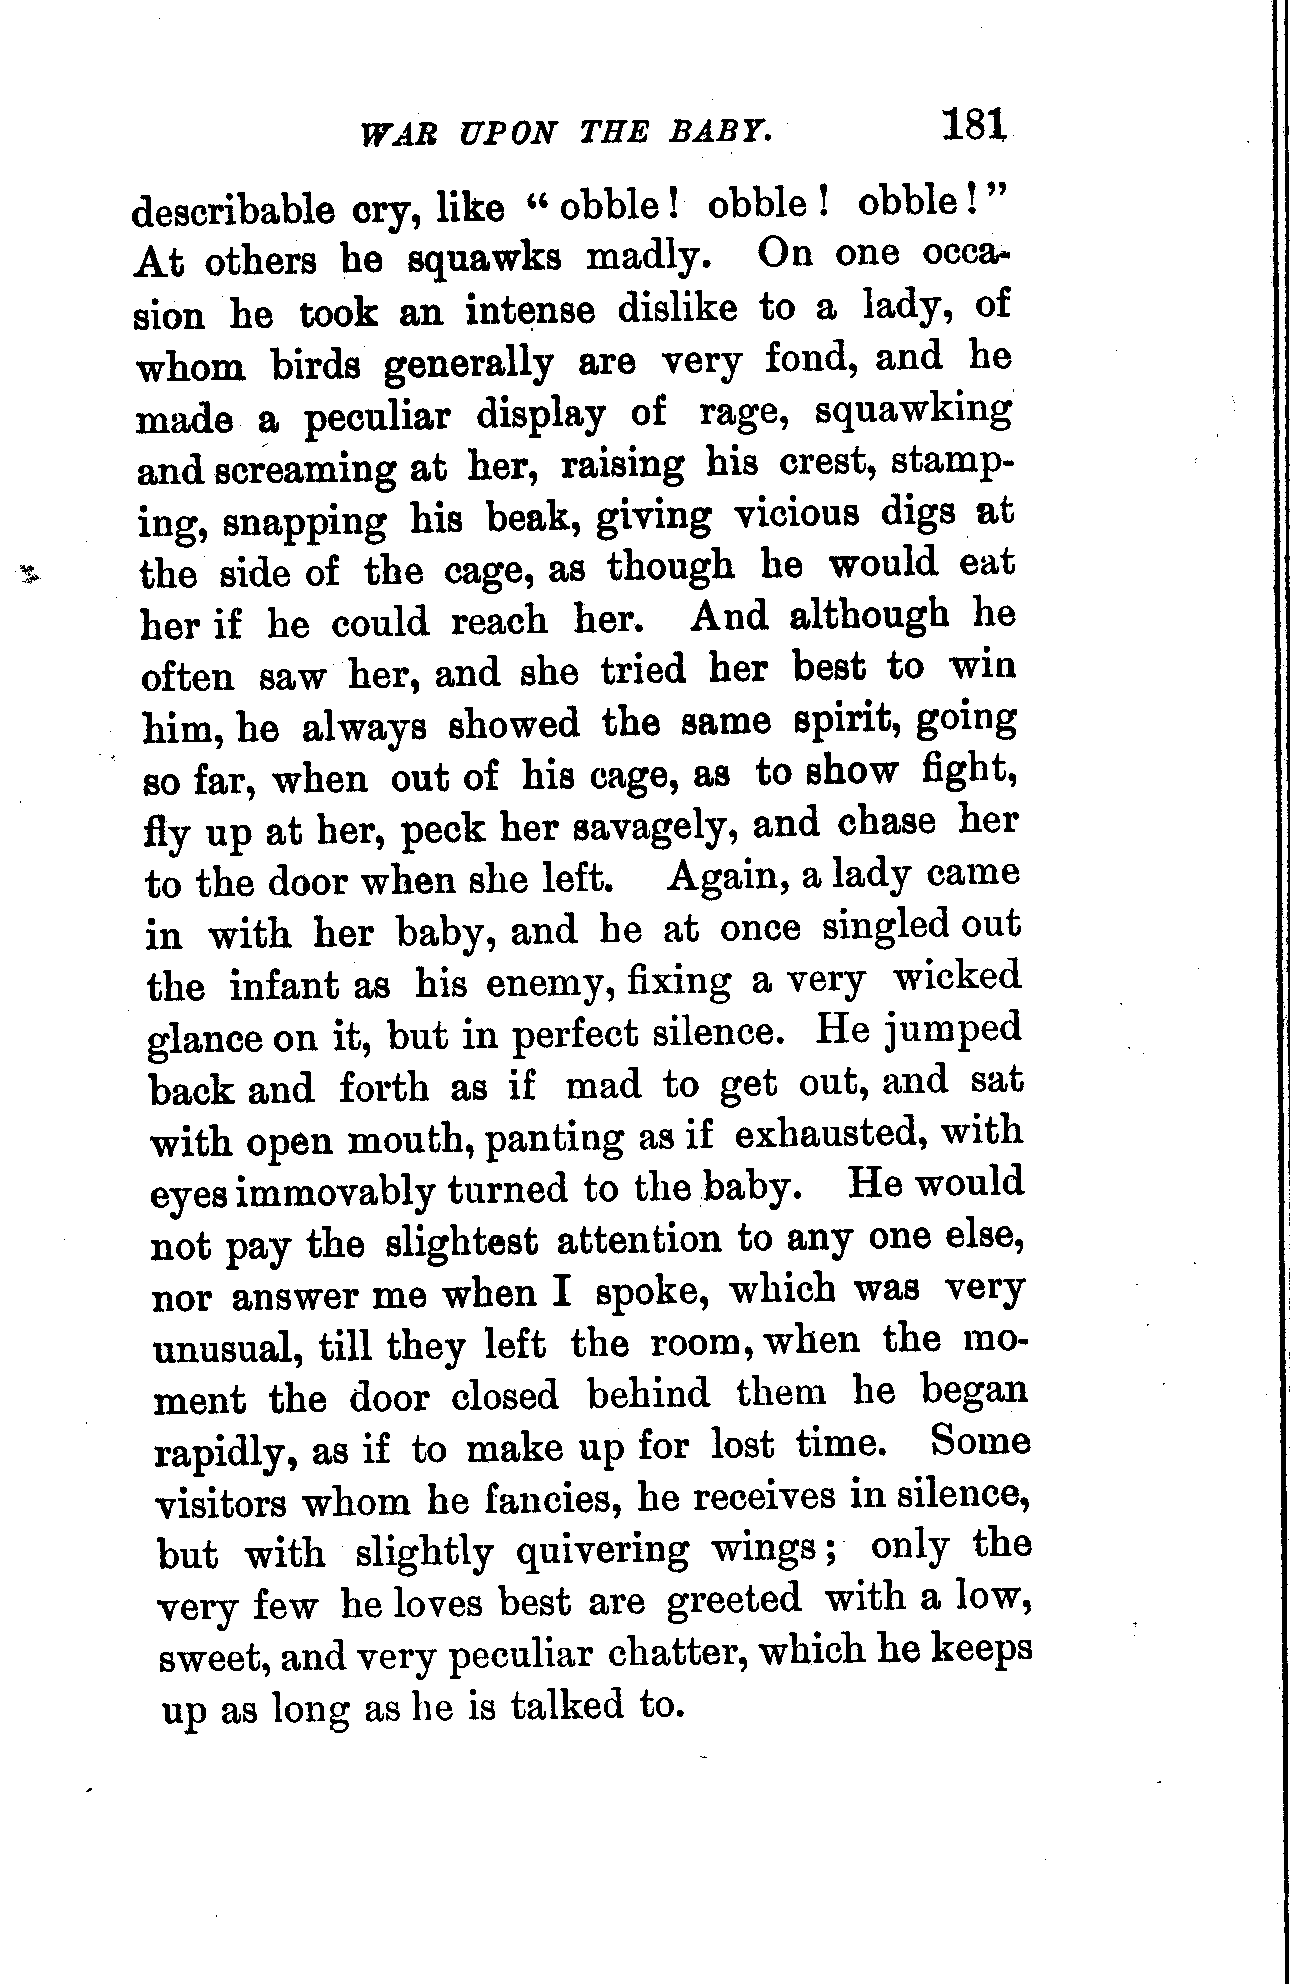 WAR UPON THE BABY. 181
describable cry, like " obble ! obble ! obble ! "
At others he squawks madly. On one occa-
sion he took an intense dislike to a lady, of
whom birds generally are very fond, and he
made a peculiar display of rage, squawking
and screaming at her, raising his crest, stamp-
ing, snapping his beak, giving vicious digs at
the side of the cage, as though he would eat
her if he could reach her. And although he
often saw her, and she tried her best to win
him, he always showed the same spirit, going
so far, when out of his cage, as to show fight,
fly up at her, peck her savagely, and chase her
to the door when she left. Again, a lady came
in with her baby, and he at once singled out
the infant as his enemy, fixing a very wicked
glance on it, but in perfect silence. He jumped
back and forth as if mad to get out, and sat
with open mouth, panting as if exhausted, with
eyes immovably turned to the baby. He would
not pay the slightest attention to any one else,
nor answer me when I spoke, which was very
unusual, till they left the room, when the mo-
ment the door closed behind them he began
rapidly, as if to make up for lost time. Some
visitors whom he fancies, he receives in silence,
but with slightly quivering wings ; only the
very few he loves best are greeted with a low,
sweet, and very peculiar chatter, which he keeps
up as long as he is talked to.